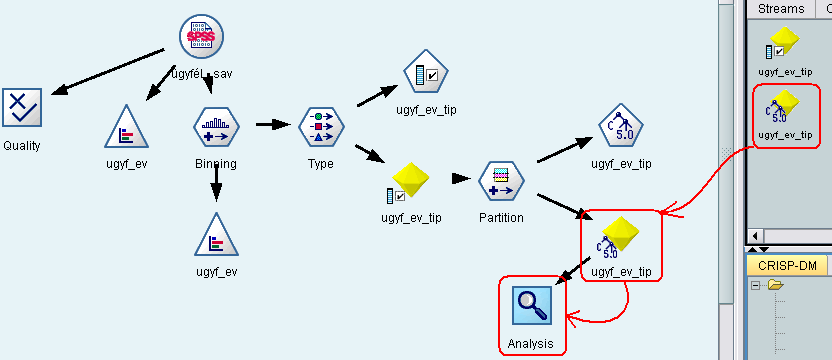 SPSS
ugyfél_sav
Quality
ugyf_ev
Binning
Type
ugyf_ev_tip
ugyf_ev
ugyf_ev_tip
Partition
C 5.0
ugyf_ev_tip
C 5.0
ugyf_ev_tip
Analysis
Streams
ugyf_ev_tip
C 5.0
ugyf_ev_tip
CRISP-DM